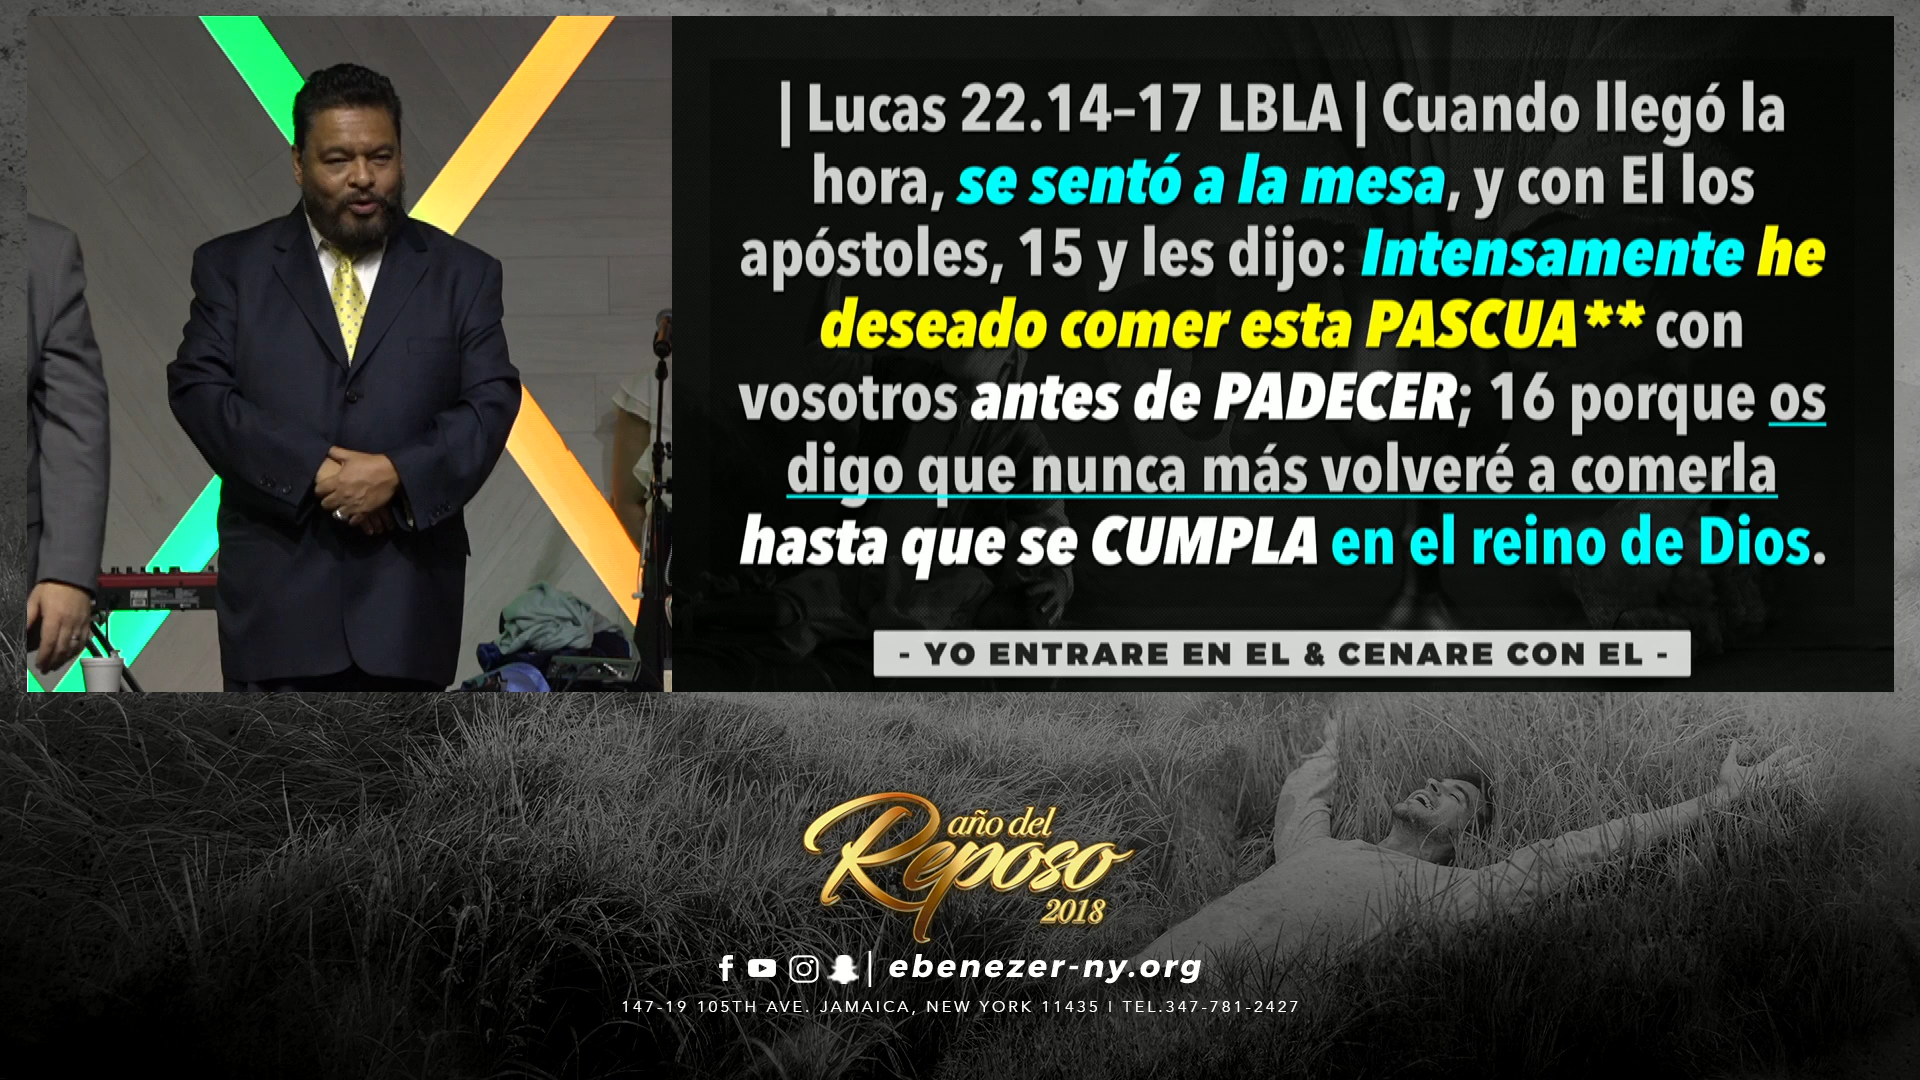 | Lucas 22.14–17 LBLA | Cuando llegó la
hora, se sentó a la mesa, y con El los
apóstoles, 15 y les dijo: Intensamente he
deseado comer esta PASCUA** con
vosotros antes de PADECER; 16 porque os
digo que nunca más volveré a comerla
hasta que se CUMPLA en el reino de Dios.
- YO ENTRARE EN EL & CENARE CON EL -
año del
Reposo
2018
| ebenezer-ny.org
147-19 105TH AVE. JAMAICA, NEW YORK 11435 | TEL.347-781-2427